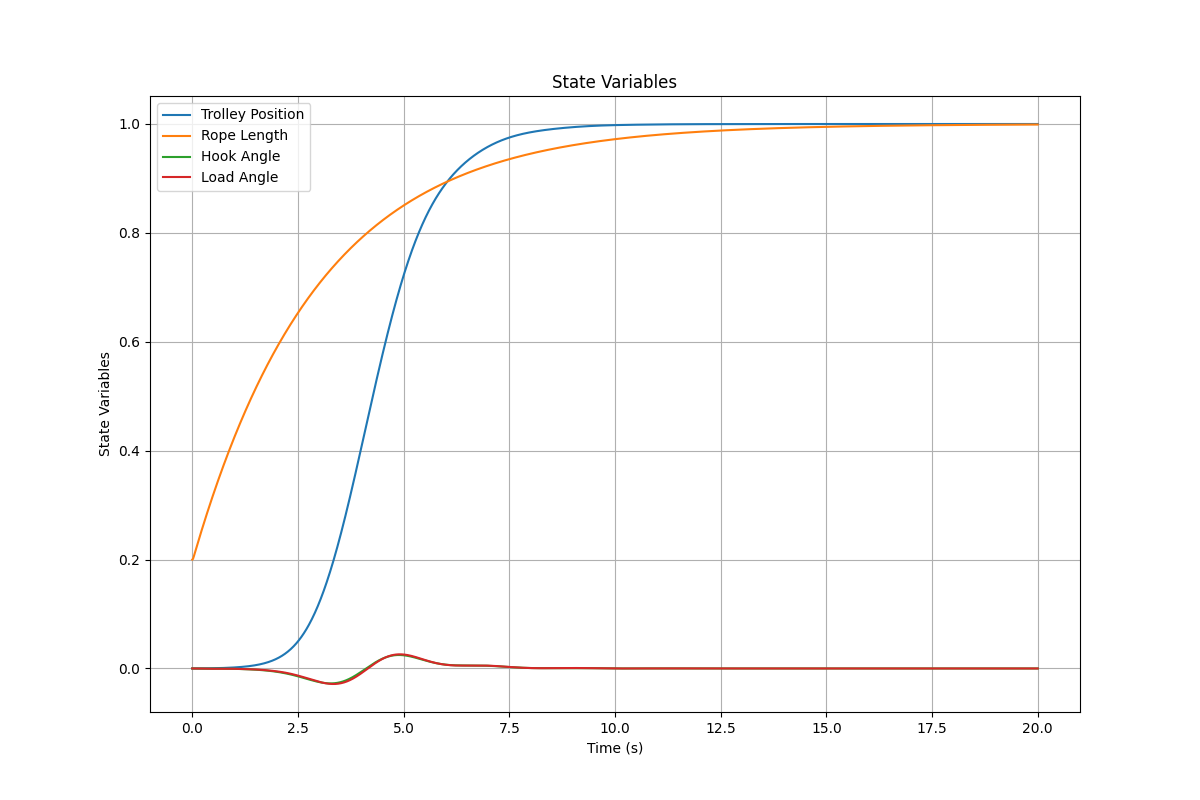 State Variables
Trolley Position
Rope Length
Hook Angle
Load Angle
1.0
0.8
0.6
0.4
0.2
0.0
State Variables
0.0 2.5 5.0 7.5 10.0 12.5 15.0 17.5 20.0
Time (s)